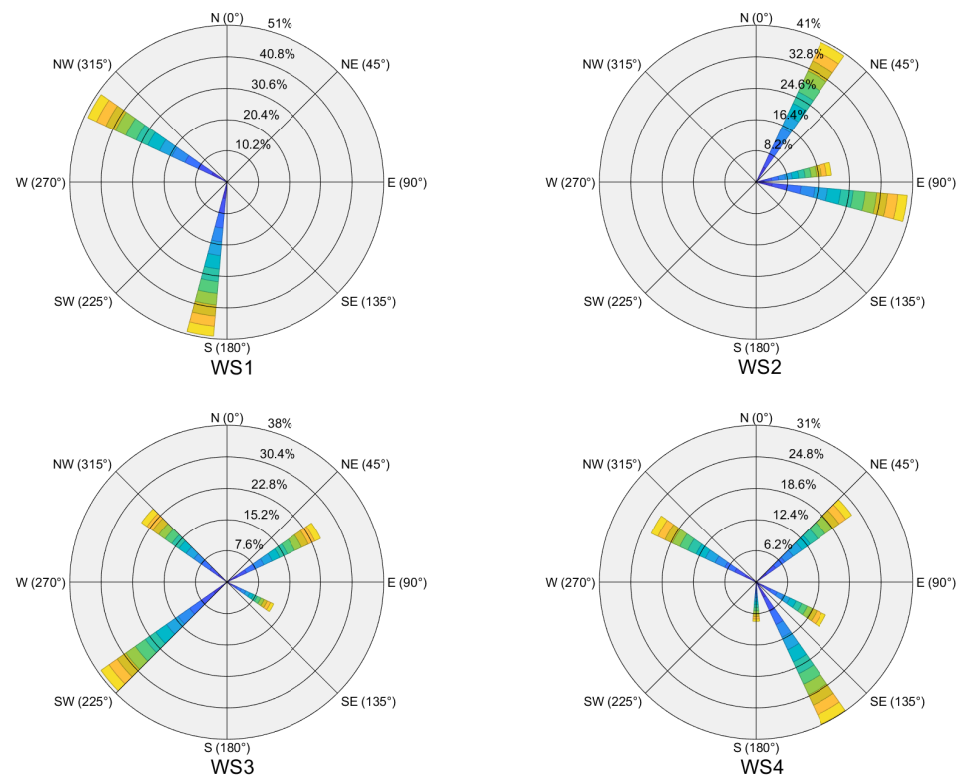 N (0°) 51%
40.8%
NW (315°) NE (45°)
30.6%
20.4%
10.2%
W (270°) E (90°)
SW (225°) SE (135°)
S (180°)
WS1
N (0°) 41%
32.8%
NW (315°) NE (45°)
24.6%
16.4%
8.2%
W (270°) E (90°)
SW (225°) SE (135°)
S (180°)
WS2
N (0°) 38%
30.4%
NW (315°) NE (45°)
22.8%
15.2%
7.6%
W (270°) E (90°)
SW (225°) SE (135°)
S (180°)
WS3
N (0°) 31%
24.8%
NW (315°) NE (45°)
18.6%
12.4%
6.2%
W (270°) E (90°)
SW (225°) SE (135°)
S (180°)
WS4